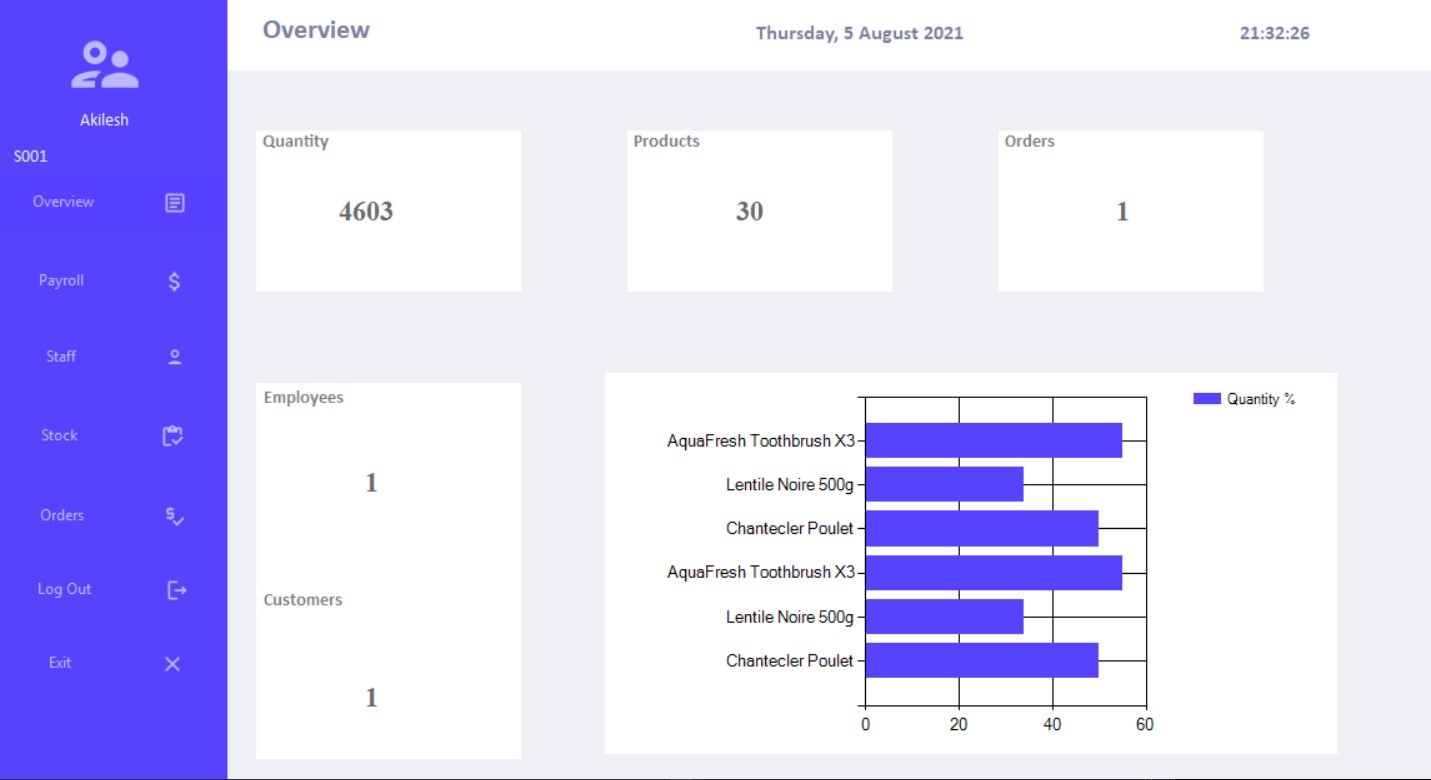 Overview
Thursday, 5 August 2021
21:32:26
Akilesh
S001
Overview
Payroll
Staff
Stock
Orders
Log Out
Exit
Quantity
4603
Products
30
Orders
1
Employees
1
Customers
1
Quantity %
AquaFresh Toothbrush X3
Lentile Noire 500g
Chantecler Poulet
AquaFresh Toothbrush X3
Lentile Noire 500g
Chantecler Poulet
0 20 40 60